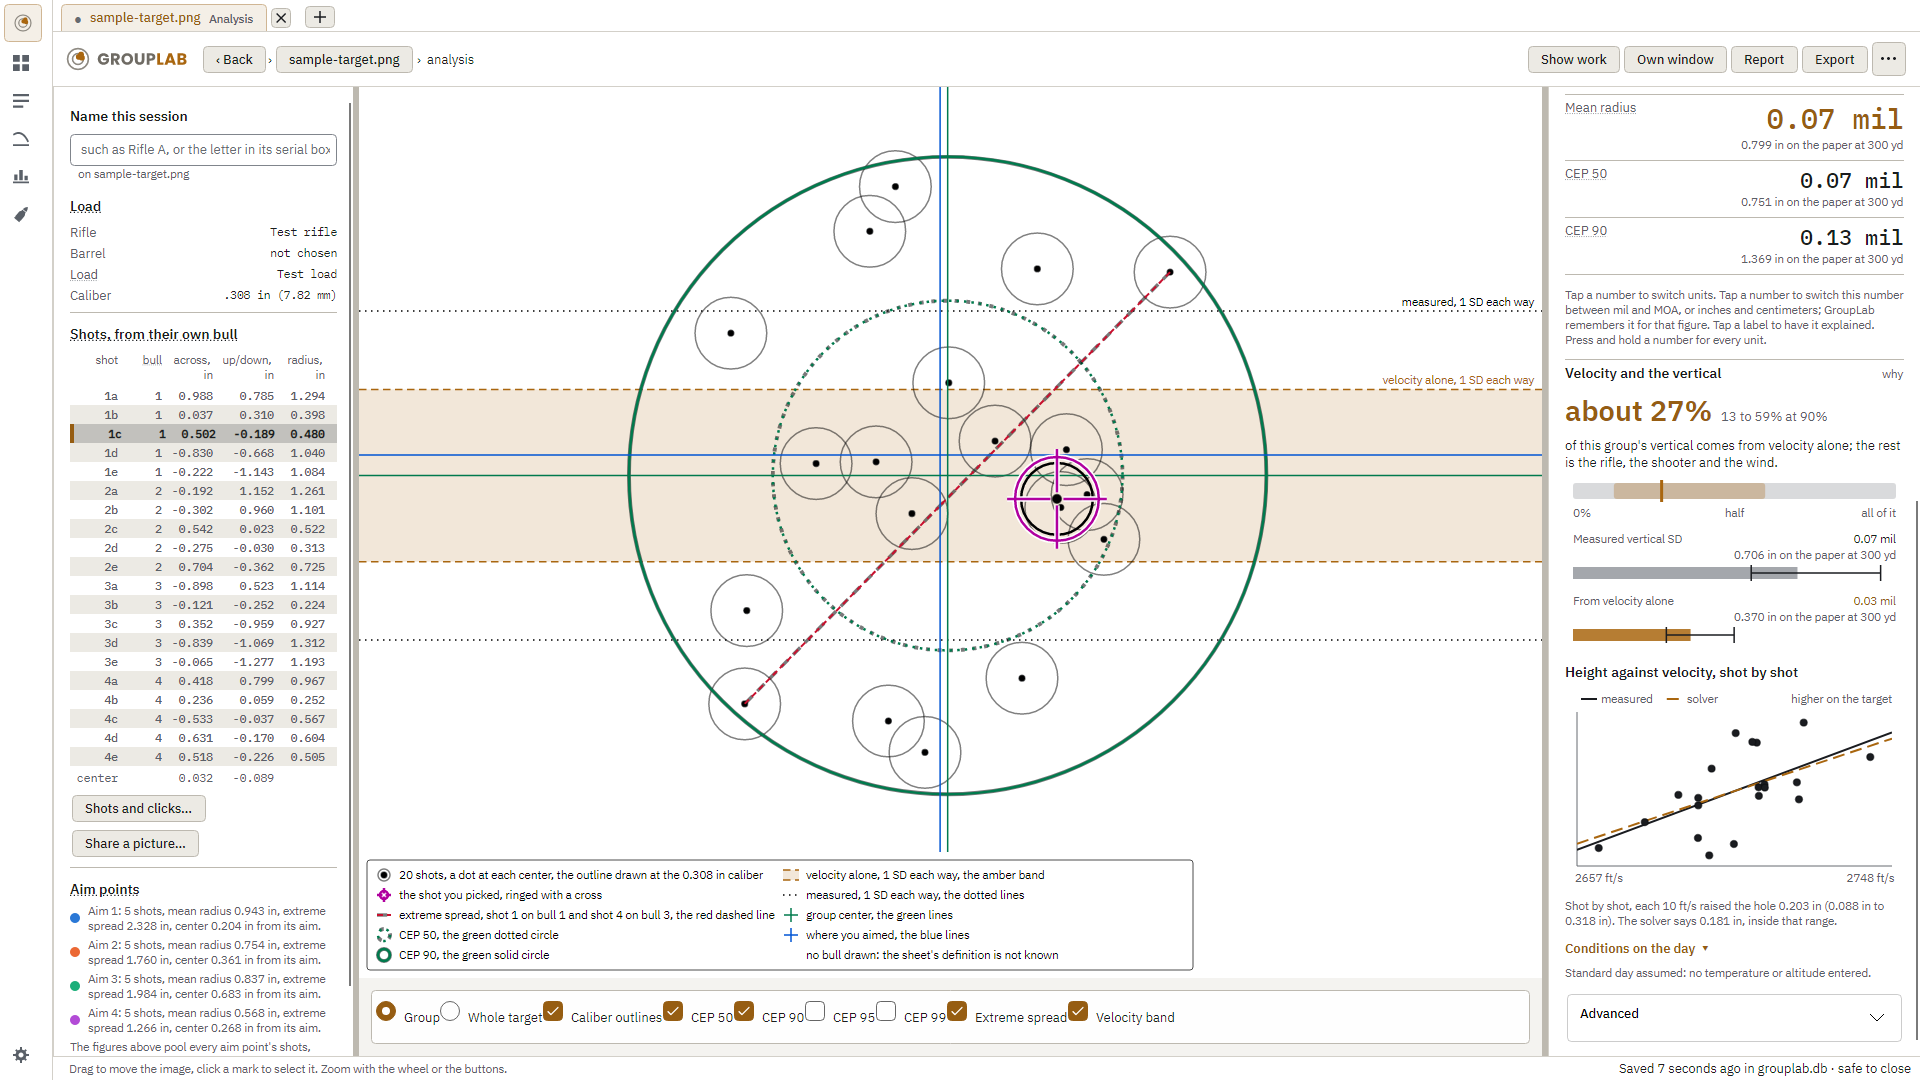 sample-target.png Analysis
GROUPLAB
‹ Back › sample-target.png › analysis
Show work
Own window
Report
Export
Name this session
such as Rifle A, or the letter in its serial box
on sample-target.png
Load
Rifle Test rifle
Barrel not chosen
Load Test load
Caliber .308 in (7.82 mm)
Shots, from their own bull
shot bull across, in up/down, in radius, in
1a 1 0.988 0.785 1.294
1b 1 0.037 0.310 0.398
1c 1 0.502 -0.189 0.480
1d 1 -0.830 -0.668 1.040
1e 1 -0.222 -1.143 1.084
2a 2 -0.192 1.152 1.261
2b 2 -0.302 0.960 1.101
2c 2 0.542 0.023 0.522
2d 2 -0.275 -0.030 0.313
2e 2 0.704 -0.362 0.725
3a 3 -0.898 0.523 1.114
3b 3 -0.121 -0.252 0.224
3c 3 0.352 -0.959 0.927
3d 3 -0.839 -1.069 1.312
3e 3 -0.065 -1.277 1.193
4a 4 0.418 0.799 0.967
4b 4 0.236 0.059 0.252
4c 4 -0.533 -0.037 0.567
4d 4 0.631 -0.170 0.604
4e 4 0.518 -0.226 0.505
center 0.032 -0.089
Shots and clicks...
Share a picture...
Aim points
Aim 1: 5 shots, mean radius 0.943 in, extreme
spread 2.328 in, center 0.204 in from its aim.
Aim 2: 5 shots, mean radius 0.754 in, extreme
spread 1.760 in, center 0.361 in from its aim.
Aim 3: 5 shots, mean radius 0.837 in, extreme
spread 1.984 in, center 0.683 in from its aim.
Aim 4: 5 shots, mean radius 0.568 in, extreme
spread 1.266 in, center 0.268 in from its aim.
The figures above pool every aim point's shots,
measured, 1 SD each way
velocity alone, 1 SD each way
20 shots, a dot at each center, the outline drawn at the 0.308 in caliber
the shot you picked, ringed with a cross
extreme spread, shot 1 on bull 1 and shot 4 on bull 3, the red dashed line
CEP 50, the green dotted circle
CEP 90, the green solid circle
velocity alone, 1 SD each way, the amber band
measured, 1 SD each way, the dotted lines
group center, the green lines
where you aimed, the blue lines
no bull drawn: the sheet's definition is not known
Group Whole target Caliber outlines CEP 50 CEP 90 CEP 95 CEP 99 Extreme spread Velocity band
Mean radius 0.07 mil
0.799 in on the paper at 300 yd
CEP 50 0.07 mil
0.751 in on the paper at 300 yd
CEP 90 0.13 mil
1.369 in on the paper at 300 yd
Tap a number to switch units. Tap a number to switch this number
between mil and MOA, or inches and centimeters; GroupLab
remembers it for that figure. Tap a label to have it explained.
Press and hold a number for every unit.
Velocity and the vertical why
about 27% 13 to 59% at 90%
of this group's vertical comes from velocity alone; the rest
is the rifle, the shooter and the wind.
0% half all of it
Measured vertical SD 0.07 mil
0.706 in on the paper at 300 yd
From velocity alone 0.03 mil
0.370 in on the paper at 300 yd
Height against velocity, shot by shot
measured solver higher on the target
2657 ft/s 2748 ft/s
Shot by shot, each 10 ft/s raised the hole 0.203 in (0.088 in to
0.318 in). The solver says 0.181 in, inside that range.
Conditions on the day ▾
Standard day assumed: no temperature or altitude entered.
Advanced
Drag to move the image, click a mark to select it. Zoom with the wheel or the buttons.
Saved 7 seconds ago in grouplab.db · safe to close